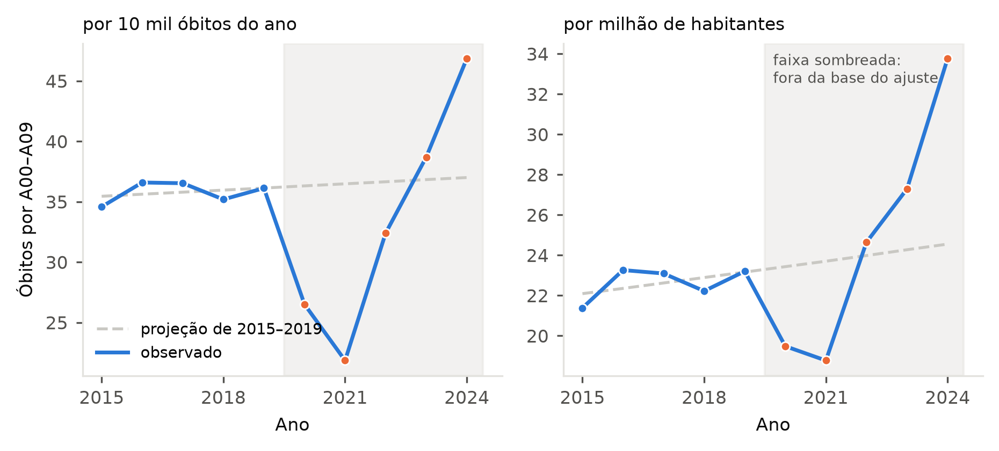 por 10 mil óbitos do ano
Óbitos por A00–A09
45
40
35
30
25
projeção de 2015–2019
observado
2015
2018
2021
2024
Ano
por milhão de habitantes
34
32
30
28
26
24
22
20
faixa sombreada:
fora da base do ajuste
2015
2018
2021
2024
Ano